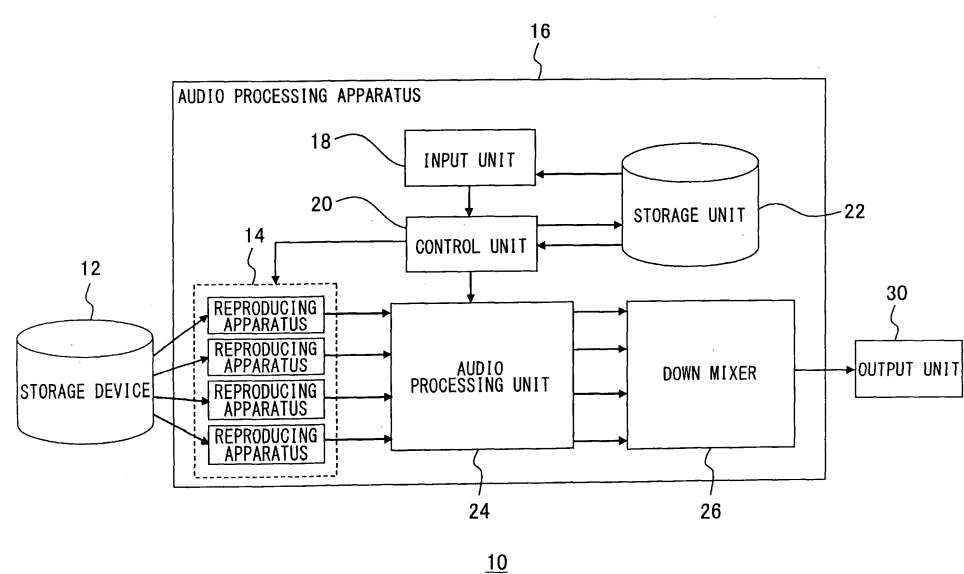 16
AUDIO PROCESSING APPARATUS
18
INPUT UNIT
20
CONTROL UNIT
STORAGE UNIT
22
14
12
STORAGE DEVICE
REPRODUCING
APPARATUS
REPRODUCING
APPARATUS
REPRODUCING
APPARATUS
REPRODUCING
APPARATUS
AUDIO
PROCESSING UNIT
24
DOWN MIXER
26
30
OUTPUT UNIT
10